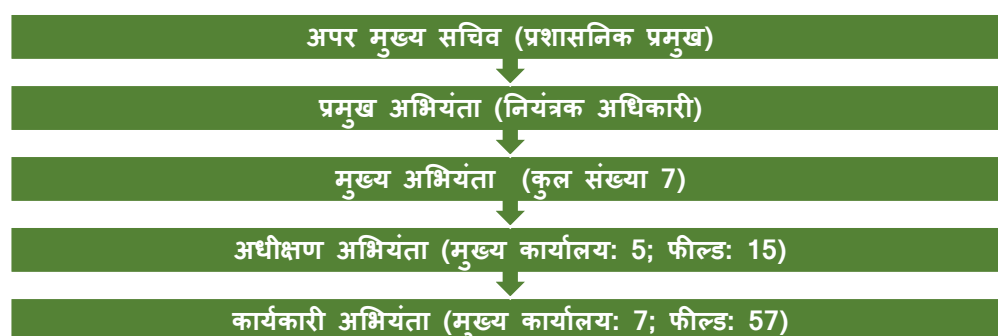 अपर मुख्य सचिव (प्रशासनिक प्रमुख)
प्रमुख अभियंता (नियंत्रक अधिकारी)
मुख्य अभियंता (कुल संख्या 7)
अधीक्षण अभियंता (मुख्य कार्यालय: 5; फील्ड: 15)
कार्यकारी अभियंता (मुख्य कार्यालय: 7; फील्ड: 57)